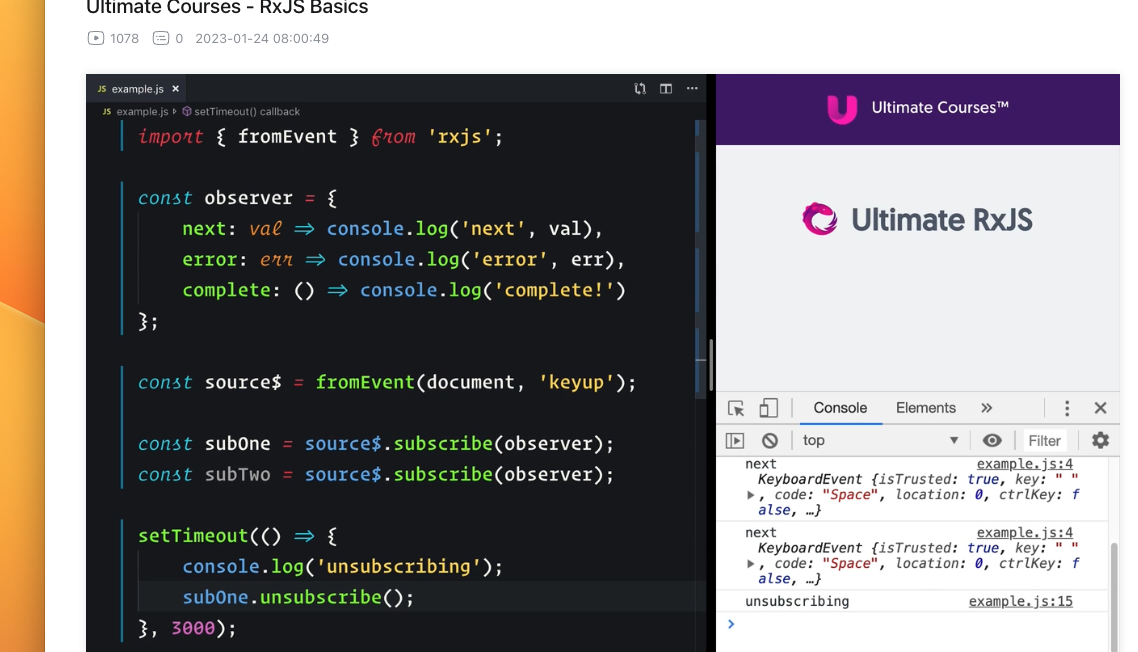 Ultimate Courses - RxJS Basics
1078 0 2023-01-24 08:00:49
JS example.js ×
JS example.js setTimeout() callback
import { fromEvent } from 'rxjs';
const observer = {
next: val => console.log('next', val),
error: err => console.log('error', err),
complete: () => console.log('complete!')
};
const source$ = fromEvent(document, 'keyup');
const subOne = source$.subscribe(observer);
const subTwo = source$.subscribe(observer);
setTimeout(() => {
console.log('unsubscribing');
subOne.unsubscribe();
}, 3000);
Ultimate Courses™
Ultimate RxJS
Console Elements »
top Filter
next example.js:4
KeyboardEvent {isTrusted: true, key: " "
, code: "Space", location: 0, ctrlKey: f
alse, …}
next example.js:4
KeyboardEvent {isTrusted: true, key: " "
, code: "Space", location: 0, ctrlKey: f
alse, …}
unsubscribing example.js:15